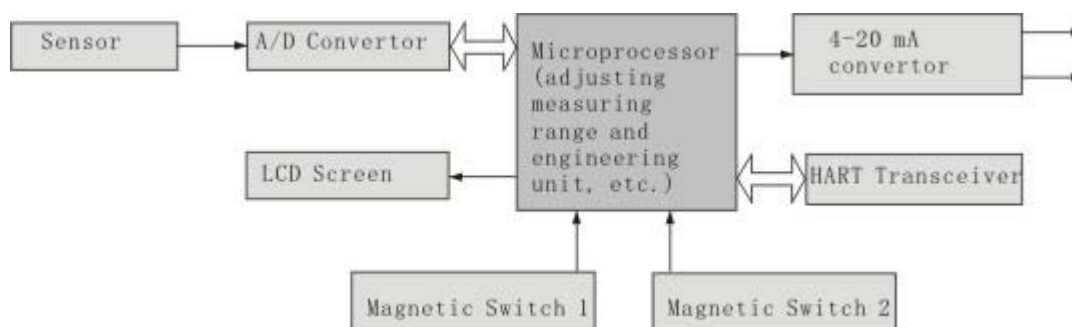 Sensor
A/D Convertor
Microprocessor
(adjusting
measuring
range and
engineering
unit, etc.)
4-20 mA
convertor
LCD Screen
HART Transceiver
Magnetic Switch 1
Magnetic Switch 2